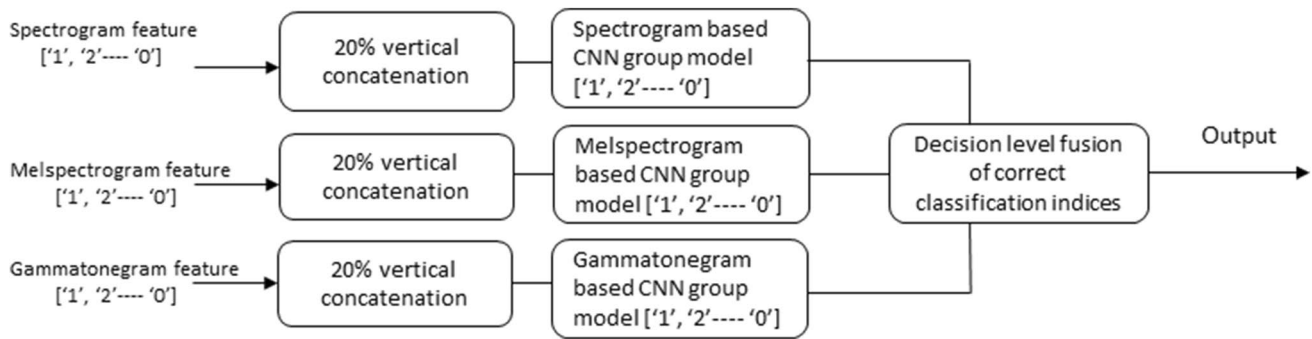 Spectrogram feature
['1', '2'---- '0']
20% vertical
concatenation
Spectrogram based
CNN group model
['1', '2'---- '0']
Melspectrogram feature
['1', '2'---- '0']
20% vertical
concatenation
Melspectrogram
based CNN group
model ['1', '2'---- '0']
Gammatonegram feature
['1', '2'---- '0']
20% vertical
concatenation
Gammatonegram
based CNN group
model ['1', '2'---- '0']
Decision level fusion
of correct
classification indices
Output